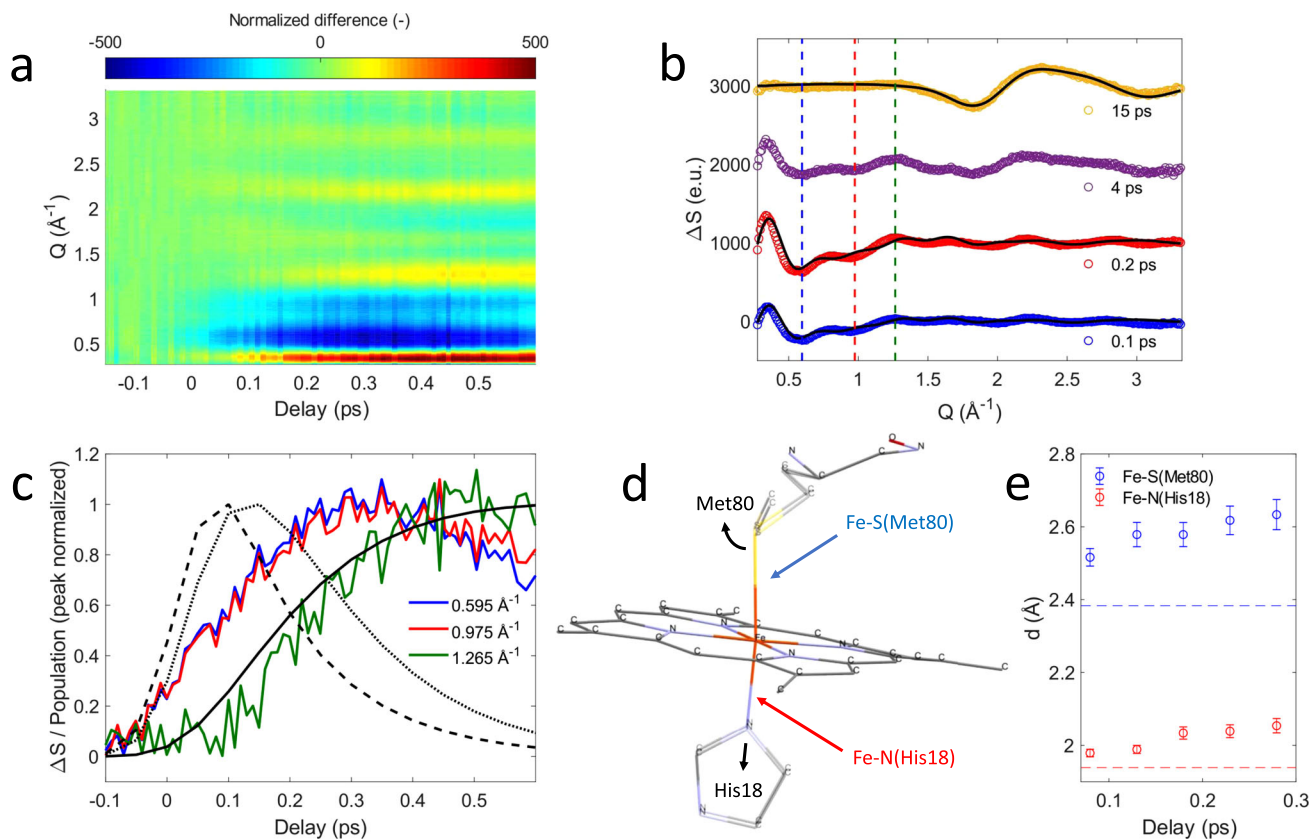 a
Normalized difference (-)
-500 0 500
Q (Å-1)
3
2.5
2
1.5
1
0.5
-0.1 0 0.1 0.2 0.3 0.4 0.5
Delay (ps)
b
ΔS (e.u.)
3000
2000
1000
0
15 ps
4 ps
0.2 ps
0.1 ps
0.5 1 1.5 2 2.5 3
Q (Å-1)
c
ΔS / Population (peak normalized)
1.2
1
0.8
0.6
0.4
0.2
0
0.595 Å-1
0.975 Å-1
1.265 Å-1
-0.1 0 0.1 0.2 0.3 0.4 0.5
Delay (ps)
d
Met80
Fe-S(Met80)
Fe
Fe-N(His18)
His18
e
Fe-S(Met80)
Fe-N(His18)
d (Å)
2.8
2.6
2.4
2.2
2
0.1 0.2 0.3
Delay (ps)